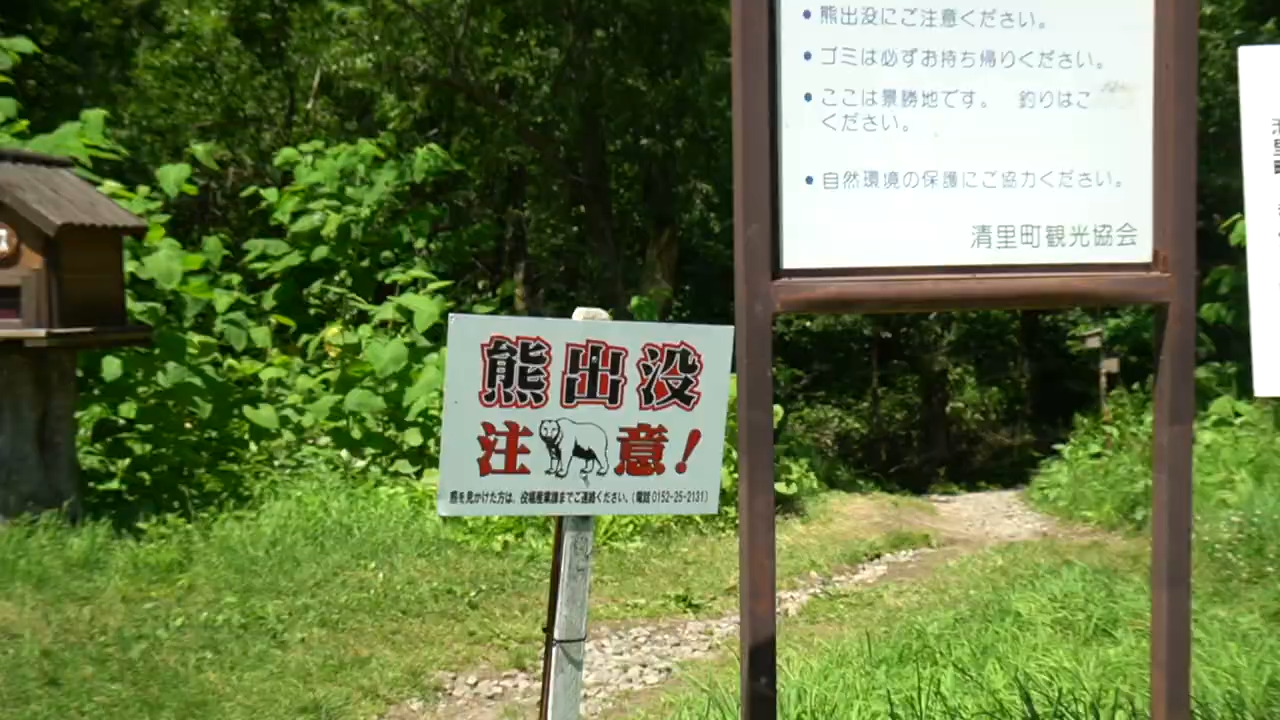 熊出没にご注意ください。
ゴミは必ずお持ち帰りください。
ここは景勝地です。 釣りはご
ください。
自然環境の保護にご協力ください。
清里町観光協会
熊出没
注意!
熊を見かけた方は、役場産業課までご連絡ください。(電話 0152-25-2131)